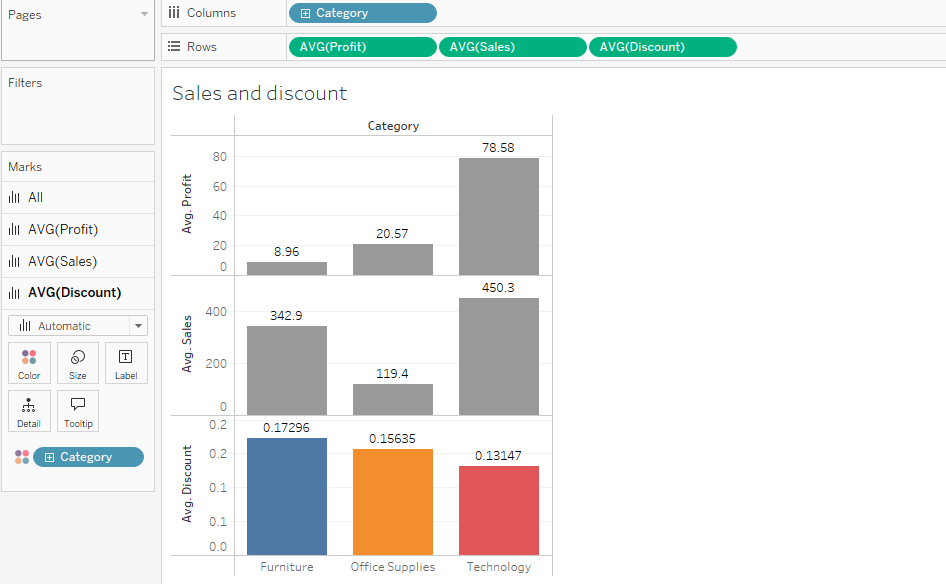 Pages
Columns
Category
Rows
AVG(Profit)
AVG(Sales)
AVG(Discount)
Filters
Marks
All
AVG(Profit)
AVG(Sales)
AVG(Discount)
Automatic
Color
Size
Label
Detail
Tooltip
Category
Sales and discount
Category
Avg. Profit
80
60
40
20
0
8.96
20.57
78.58
Avg. Sales
400
200
0
342.9
119.4
450.3
Avg. Discount
0.2
0.2
0.1
0.1
0.0
0.17296
0.15635
0.13147
Furniture
Office Supplies
Technology